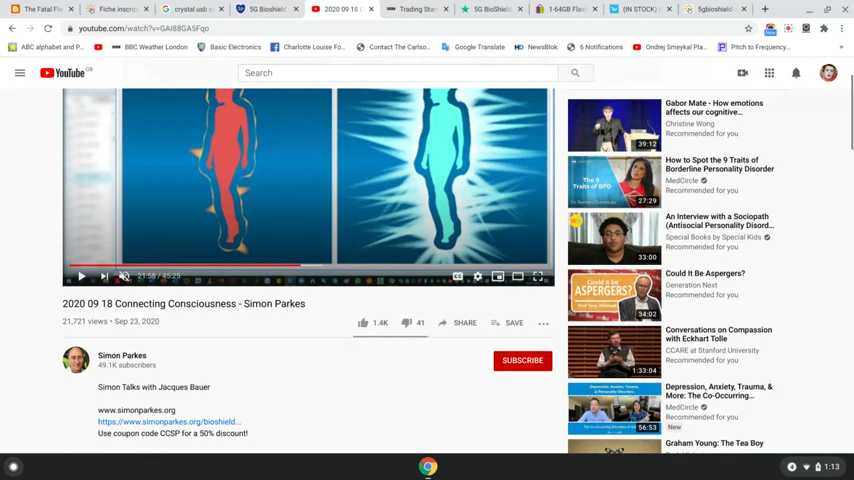 The Fatal Fla
Fiche inscrip
crystal usb s
5G Bioshield
2020 09 18 C
Trading Stan
5G BioShield
1-64GB Flas
(IN STOCK) C
5gbioshield-
youtube.com/watch?v=GAI88GA5Fqo
ABC alphabet and p...
BBC Weather London
Basic Electronics
Charlotte Louise Fo...
Contact The Carlso...
Google Translate
NewsBlok
6 Notifications
Ondrej Smeykal Pla...
Pitch to Frequency...
YouTube GB
Search
21:58 / 45:25
2020 09 18 Connecting Consciousness - Simon Parkes
21,721 views • Sep 23, 2020
1.4K
41
SHARE
SAVE
Simon Parkes
49.1K subscribers
SUBSCRIBE
Simon Talks with Jacques Bauer
www.simonparkes.org
https://www.simonparkes.org/bioshield...
Use coupon code CCSP for a 50% discount!
39:12
Gabor Mate - How emotions
affects our cognitive...
Christine Wong
Recommended for you
The 9
Traits of
BPD
27:29
How to Spot the 9 Traits of
Borderline Personality Disorder
MedCircle
Recommended for you
33:00
An Interview with a Sociopath
(Antisocial Personality Disord...
Special Books by Special Kids
Recommended for you
Could it be
ASPERGERS?
34:02
Could It Be Aspergers?
Generation Next
Recommended for you
1:33:04
Conversations on Compassion
with Eckhart Tolle
CCARE at Stanford University
Recommended for you
56:53
Depression, Anxiety, Trauma, &
More: The Co-Occurring...
MedCircle
Recommended for you
New
Graham Young: The Tea Boy
4
1:13